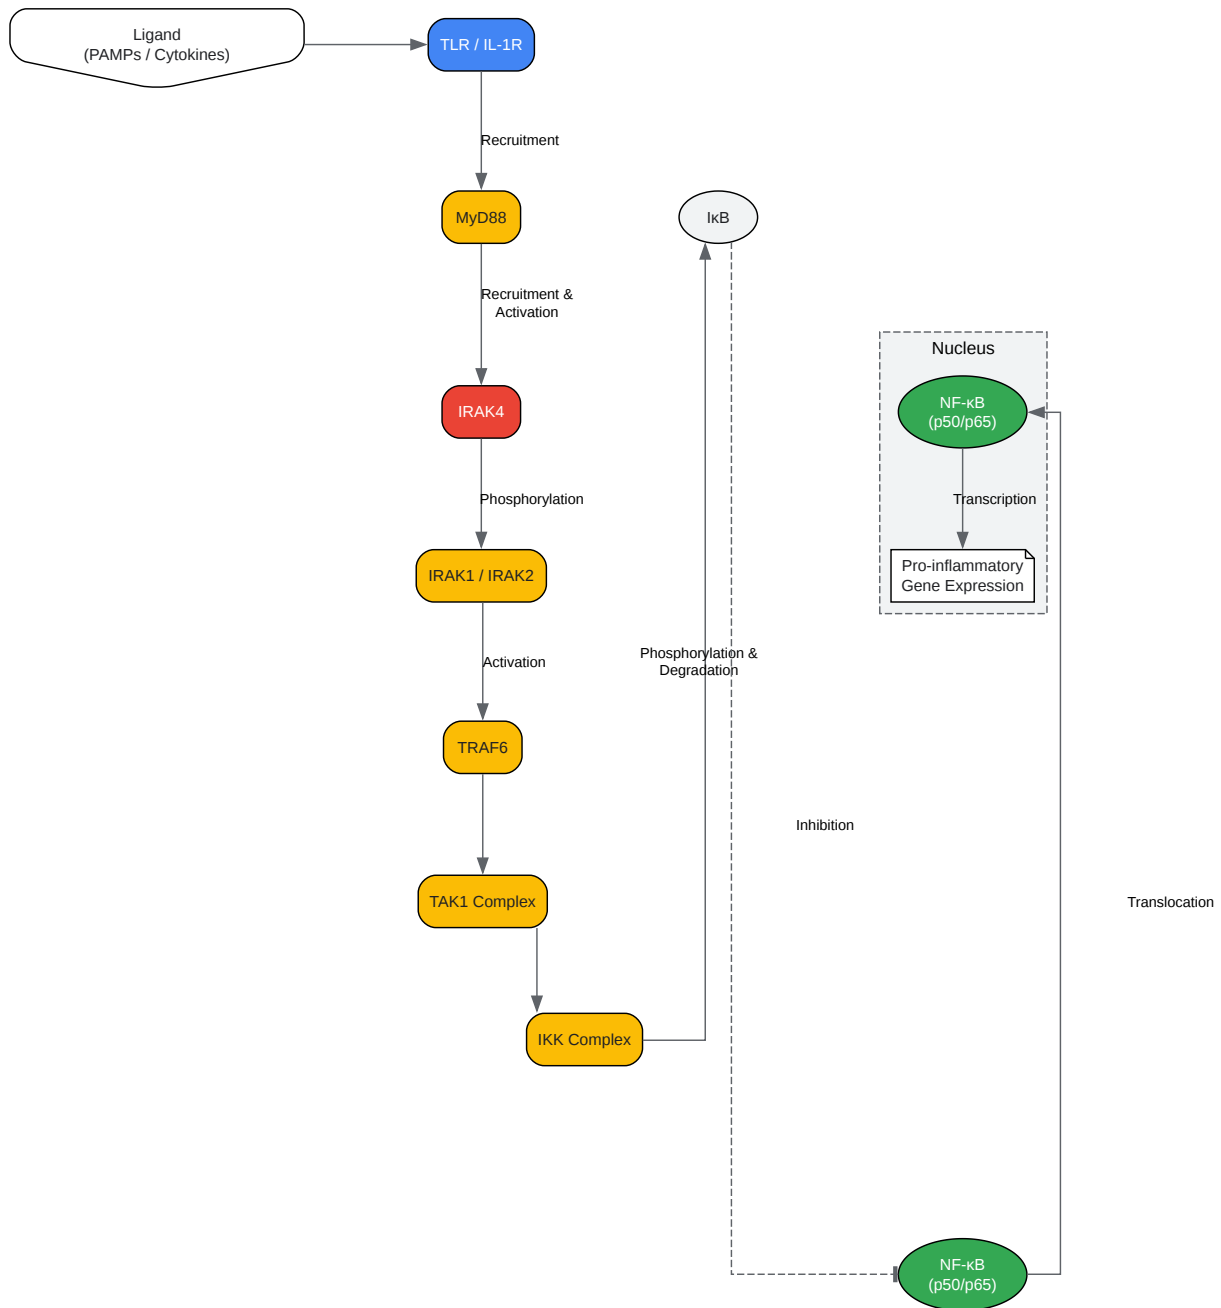 Ligand
(PAMPs / Cytokines)
TLR / IL-1R
Recruitment
MyD88
IκB
Recruitment &
Activation
Nucleus
NF-κB
(p50/p65)
IRAK4
Phosphorylation
Transcription
Pro-inflammatory
Gene Expression
IRAK1 / IRAK2
Activation
Phosphorylation &
Degradation
TRAF6
Inhibition
TAK1 Complex
Translocation
IKK Complex
NF-κB
(p50/p65)